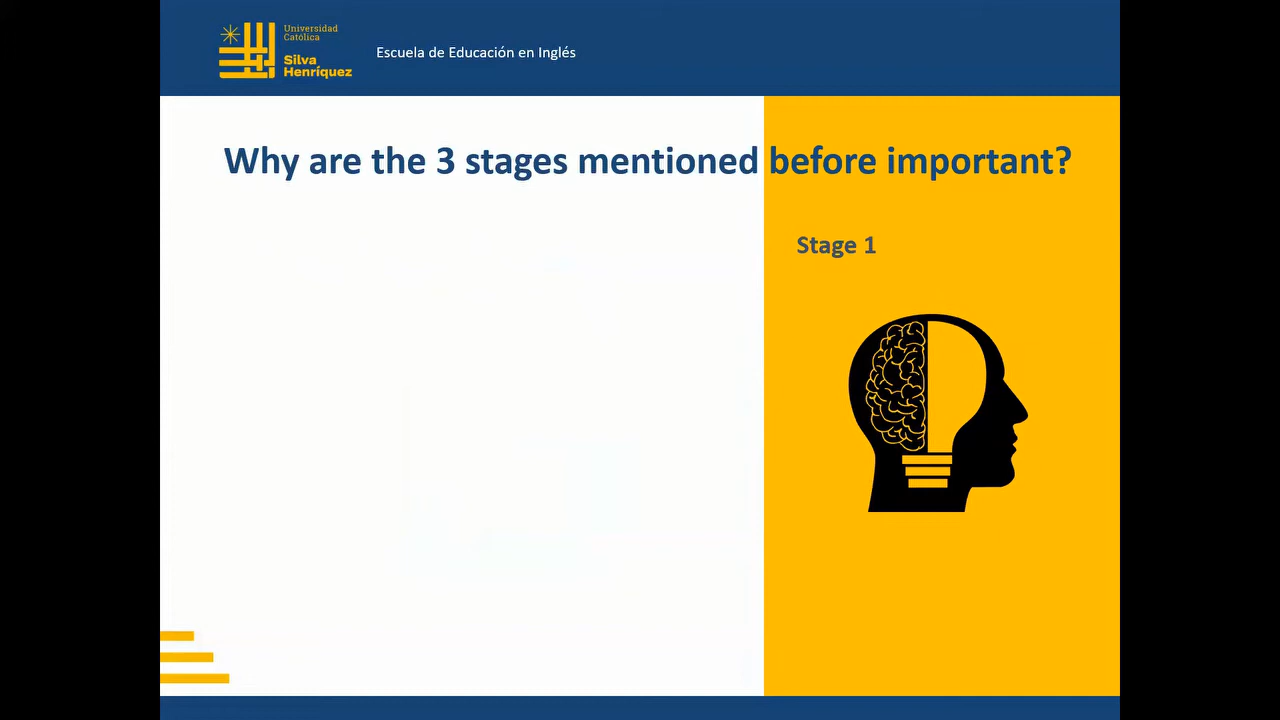 Universidad
Católica
Silva
Henríquez
Escuela de Educación en Inglés
Why are the 3 stages mentioned before important?
Stage 1